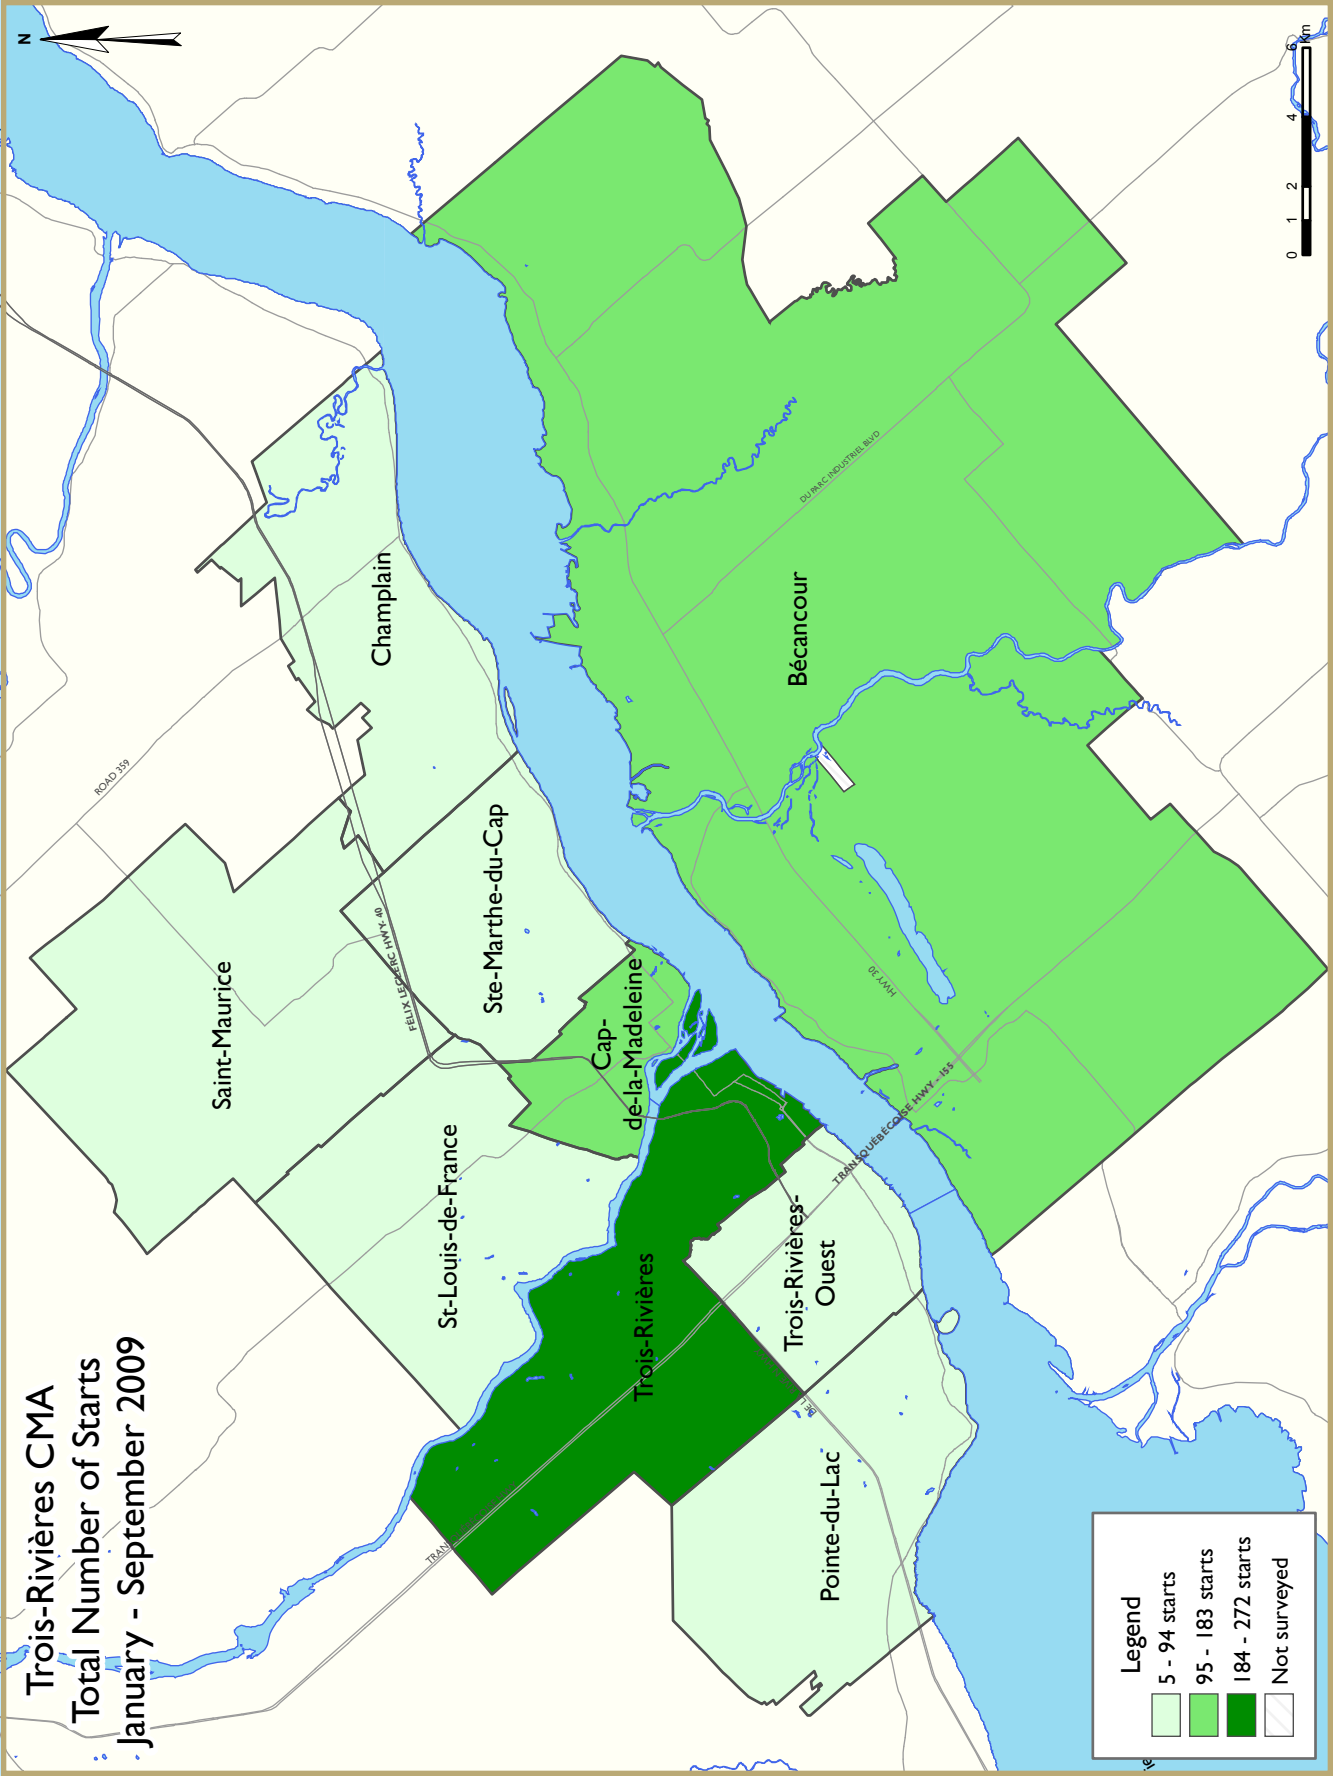 Trois-Rivières CMA
Total Number of Starts
January - September 2009
N
ROAD 359
Saint-Maurice
Champlain
FÉLIX LECLERC HWY- 40
Ste-Marthe-du-Cap
St-Louis-de-France
Cap-
de-la-Madeleine
Trois-Rivières
TRAN
Trois-Rivières-
Ouest
Pointe-du-Lac
Bécancour
DU PARC INDUSTRIEL BLVD
HWY 30
TRANSQUÉBÉCOISE HWY - 155
Legend
5 - 94 starts
95 - 183 starts
184 - 272 starts
Not surveyed
0 1 2 4 6
Km